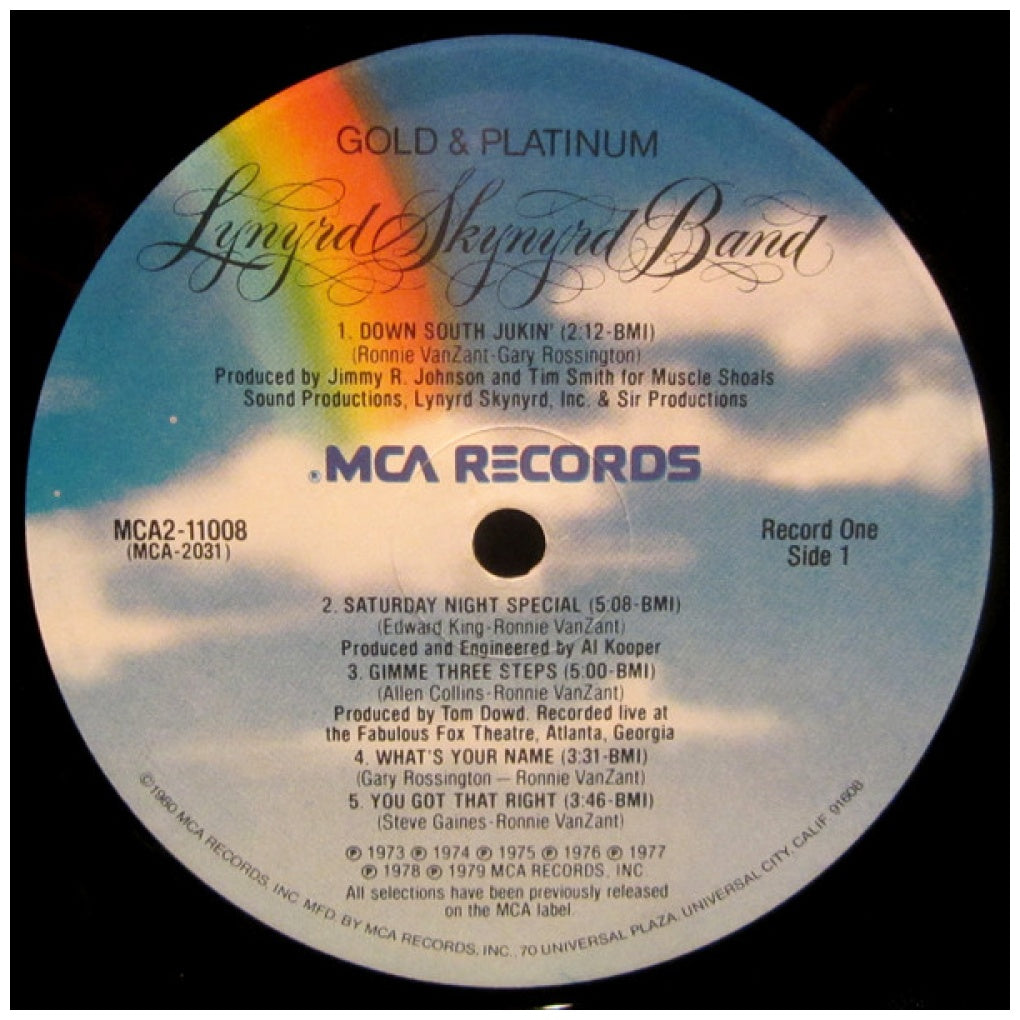 GOLD & PLATINUM
Lynyrd Skynyrd Band
1. DOWN SOUTH JUKIN' (2:12-BMI)
(Ronnie VanZant-Gary Rossington)
Produced by Jimmy R. Johnson and Tim Smith for Muscle Shoals
Sound Productions, Lynyrd Skynyrd, Inc. & Sir Productions
®MCA RECORDS
MCA2-11008
(MCA-2031)
Record One
Side 1
2. SATURDAY NIGHT SPECIAL (5:08-BMI)
(Edward King-Ronnie VanZant)
Produced and Engineered by Al Kooper
3. GIMME THREE STEPS (5:00-BMI)
(Allen Collins-Ronnie VanZant)
Produced by Tom Dowd. Recorded live at
the Fabulous Fox Theatre, Atlanta, Georgia
4. WHAT'S YOUR NAME (3:31-BMI)
(Gary Rossington — Ronnie VanZant)
5. YOU GOT THAT RIGHT (3:46-BMI)
(Steve Gaines-Ronnie VanZant)
℗ 1973 ℗ 1974 ℗ 1975 ℗ 1976 ℗ 1977
℗ 1978 ℗ 1979 MCA RECORDS, INC.
All selections have been previously released
on the MCA label.
©1980 MCA RECORDS, INC. MFD. BY MCA RECORDS, INC., 70 UNIVERSAL PLAZA, UNIVERSAL CITY, CALIF. 91608